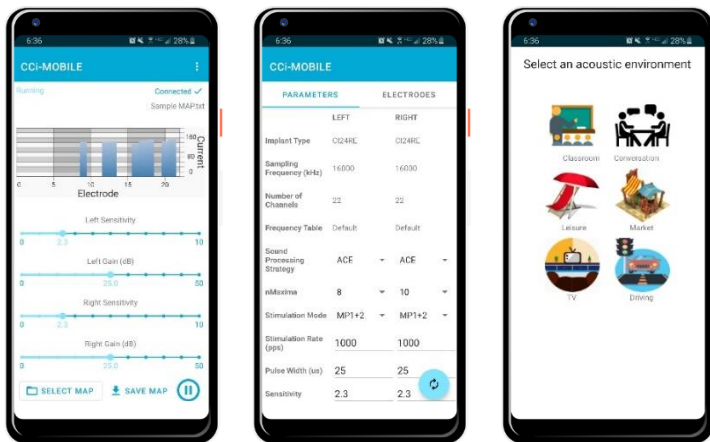 6:36
28%
CCi-MOBILE
Running
Connected ✓
Sample MAP.txt
160
80
0
Current
0 5 10 15 20
Electrode
Left Sensitivity
0 2.3 10
Left Gain (dB)
0 25.0 50
Right Sensitivity
0 2.3 10
Right Gain (dB)
0 25.0 50
SELECT MAP
SAVE MAP
6:36
28%
CCi-MOBILE
PARAMETERS ELECTRODES
LEFT RIGHT
Implant Type CI24RE CI24RE
Sampling
Frequency (kHz) 16000 16000
Number of
Channels 22 22
Frequency Table Default Default
Sound
Processing
Strategy ACE ACE
nMaxima 8 10
Stimulation Mode MP1+2 MP1+2
Stimulation Rate
(pps) 1000 1000
Pulse Width (us) 25 25
Sensitivity 2.3 2.3
6:36
28%
Select an acoustic environment
Classroom Conversation
Leisure Market
TV Driving